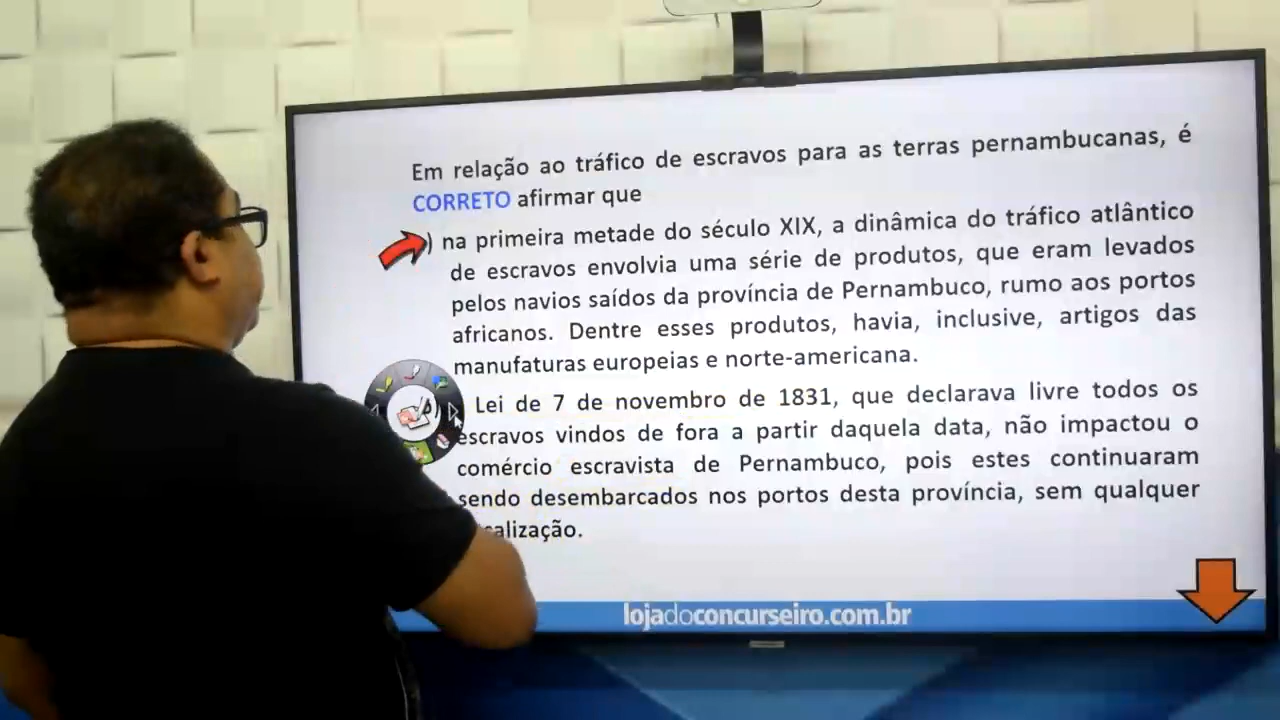 Em relação ao tráfico de escravos para as terras pernambucanas, é
CORRETO afirmar que
) na primeira metade do século XIX, a dinâmica do tráfico atlântico
de escravos envolvia uma série de produtos, que eram levados
pelos navios saídos da província de Pernambuco, rumo aos portos
africanos. Dentre esses produtos, havia, inclusive, artigos das
manufaturas europeias e norte-americana.
Lei de 7 de novembro de 1831, que declarava livre todos os
escravos vindos de fora a partir daquela data, não impactou o
comércio escravista de Pernambuco, pois estes continuaram
sendo desembarcados nos portos desta província, sem qualquer
calização.
lojadoconcurseiro.com.br